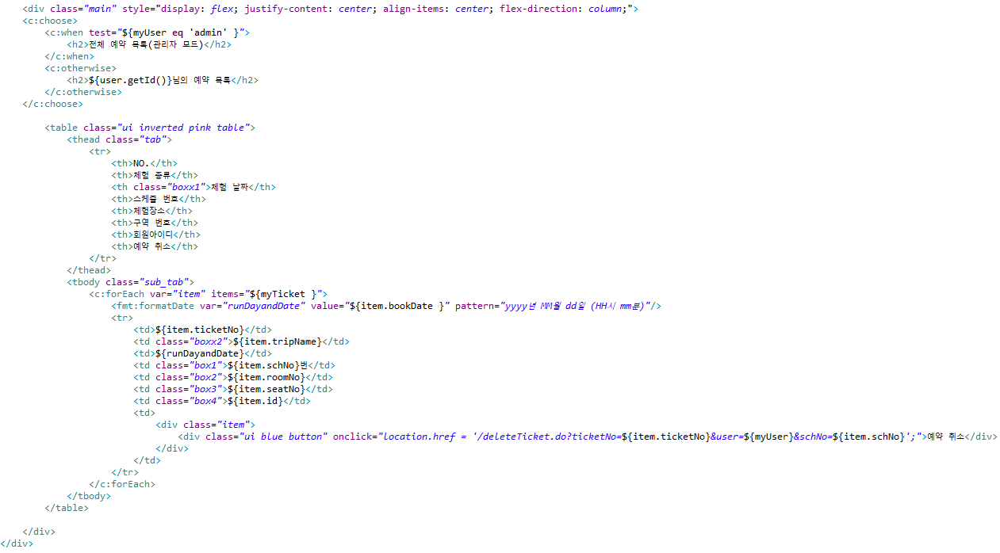 <div class="main" style="display: flex; justify-content: center; align-items: center; flex-direction: column;">
<c:choose>
<c:when test="${myUser eq 'admin' }">
<h2>전체 예약 목록(관리자 모드)</h2>
</c:when>
<c:otherwise>
<h2>${user.getId()}님의 예약 목록</h2>
</c:otherwise>
</c:choose>
<table class="ui inverted pink table">
<thead class="tab">
<tr>
<th>NO.</th>
<th>체험 종류</th>
<th class="boxx1">체험 날짜</th>
<th>스케줄 번호</th>
<th>체험장소</th>
<th>구역 번호</th>
<th>회원아이디</th>
<th>예약 취소</th>
</tr>
</thead>
<tbody class="sub_tab">
<c:forEach var="item" items="${myTicket }">
<fmt:formatDate var="runDayandDate" value="${item.bookDate }" pattern="yyyy년 MM월 dd일 (HH시 mm분)"/>
<tr>
<td>${item.ticketNo}</td>
<td class="boxx2">${item.tripName}</td>
<td>${runDayandDate}</td>
<td class="box1">${item.schNo}번</td>
<td class="box2">${item.roomNo}</td>
<td class="box3">${item.seatNo}</td>
<td class="box4">${item.id}</td>
<td>
<div class="item">
<div class="ui blue button" onclick="location.href = '/deleteTicket.do?ticketNo=${item.ticketNo}&user=${myUser}&schNo=${item.schNo}';">예약 취소</div>
</div>
</td>
</tr>
</c:forEach>
</tbody>
</table>
</div>
</div>